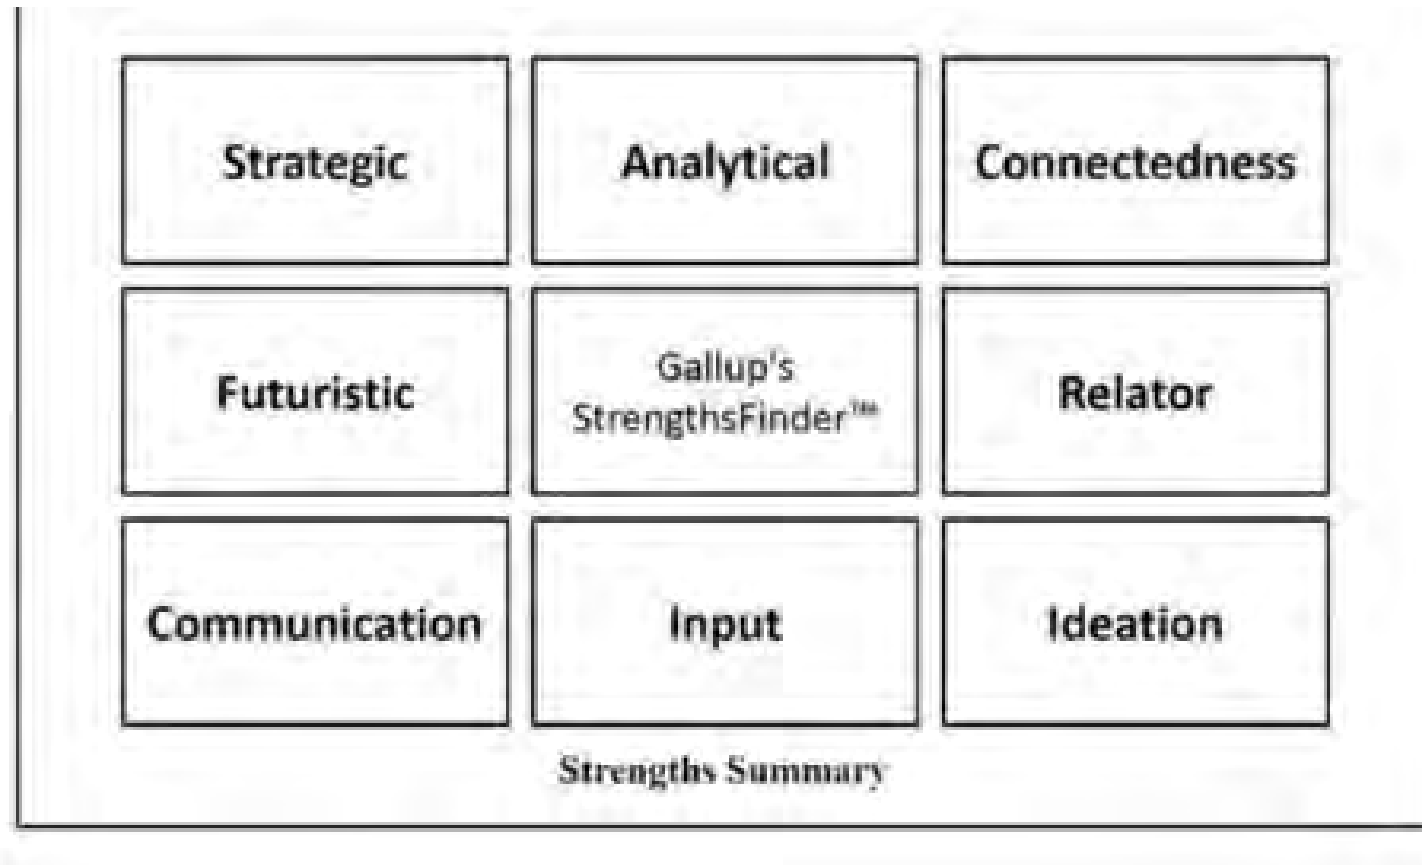 Strategic
Analytical
Connectedness
Futuristic
Gallup's
StrengthsFinder™
Relator
Communication
Input
Ideation
Strengths Summary